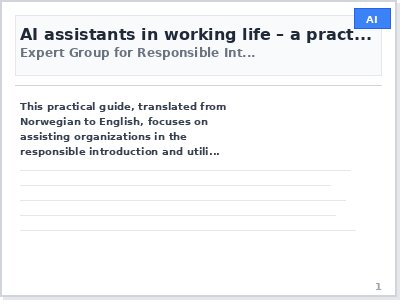 AI
AI assistants in working life – a pract...
Expert Group for Responsible Int...
This practical guide, translated from
Norwegian to English, focuses on
assisting organizations in the
responsible introduction and utili...
1